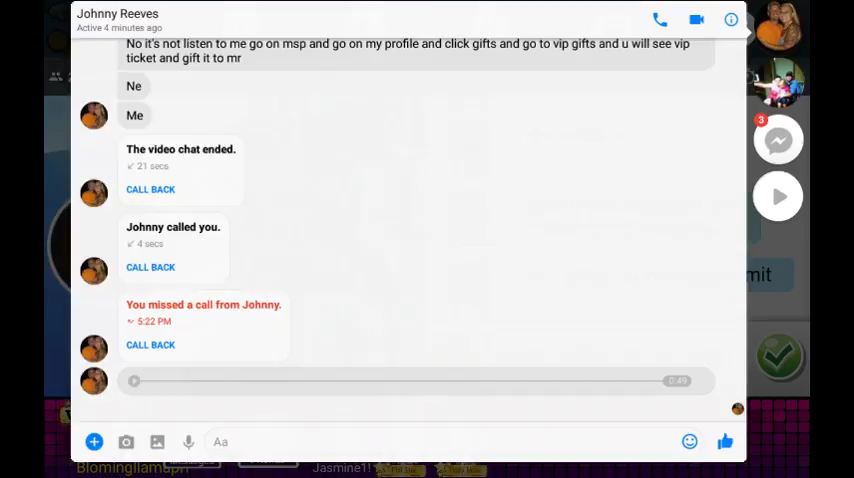 Johnny Reeves
Active 4 minutes ago
No it's not listen to me go on msp and go on my profile and click gifts and go to vip gifts and u will see vip
ticket and gift it to mr
Ne
Me
The video chat ended.
21 secs
CALL BACK
Johnny called you.
4 secs
CALL BACK
You missed a call from Johnny.
5:22 PM
CALL BACK
0:49
Aa
3
mit
Jasmine1!